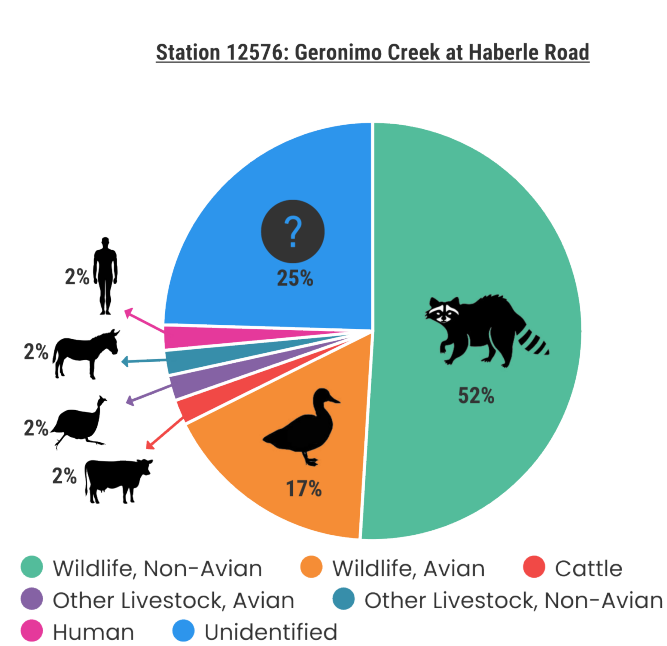 Station 12576: Geronimo Creek at Haberle Road
?
25%
2%
2%
52%
2%
2%
17%
Wildlife, Non-Avian
Wildlife, Avian
Cattle
Other Livestock, Avian
Other Livestock, Non-Avian
Human
Unidentified